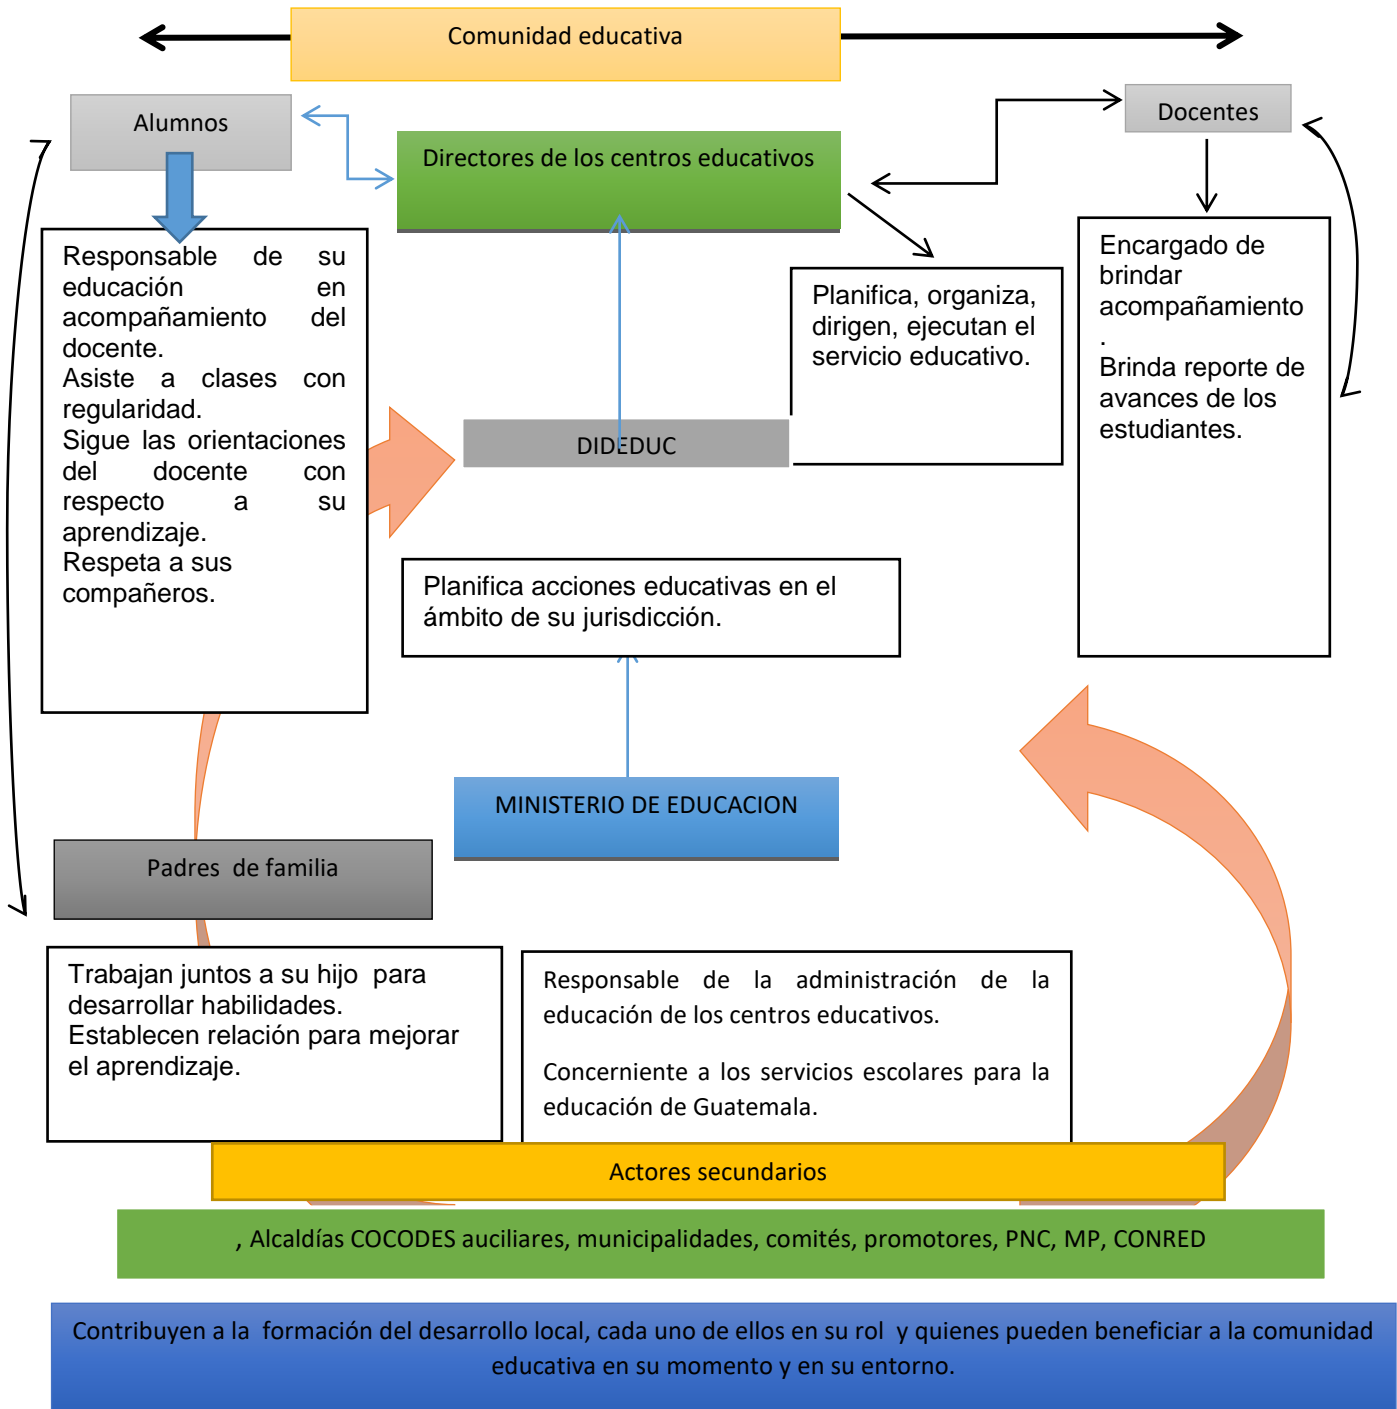 Comunidad educativa
Alumnos
Docentes
Directores de los centros educativos
Responsable de su
educación en
acompañamiento del
docente.
Asiste a clases con
regularidad.
Sigue las orientaciones
del docente con
respecto a su
aprendizaje.
Respeta a sus
compañeros.
Planifica, organiza,
dirigen, ejecutan el
servicio educativo.
Encargado de
brindar
acompañamiento
.
Brinda reporte de
avances de los
estudiantes.
DIDEDUC
Planifica acciones educativas en el
ámbito de su jurisdicción.
MINISTERIO DE EDUCACION
Padres  de familia
Trabajan juntos a su hijo  para
desarrollar habilidades.
Establecen relación para mejorar
el aprendizaje.
Responsable de la administración de la
educación de los centros educativos.
Concerniente a los servicios escolares para la
educación de Guatemala.
Actores secundarios
, Alcaldías COCODES auciliares, municipalidades, comités, promotores, PNC, MP, CONRED
Contribuyen a la  formación del desarrollo local, cada uno de ellos en su rol  y quienes pueden beneficiar a la comunidad
educativa en su momento y en su entorno.